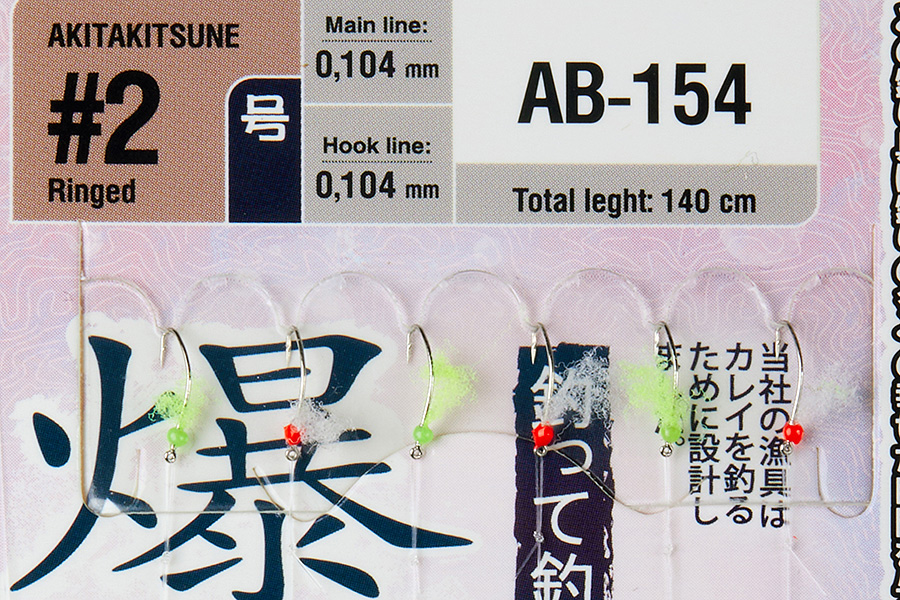 AKITAKITSUNE
#2
Ringed
号
Main line:
0,104 mm
Hook line:
0,104 mm
AB-154
Total leght: 140 cm
爆
釣って釣
当社の漁具は
カレイを釣る
ために設計し